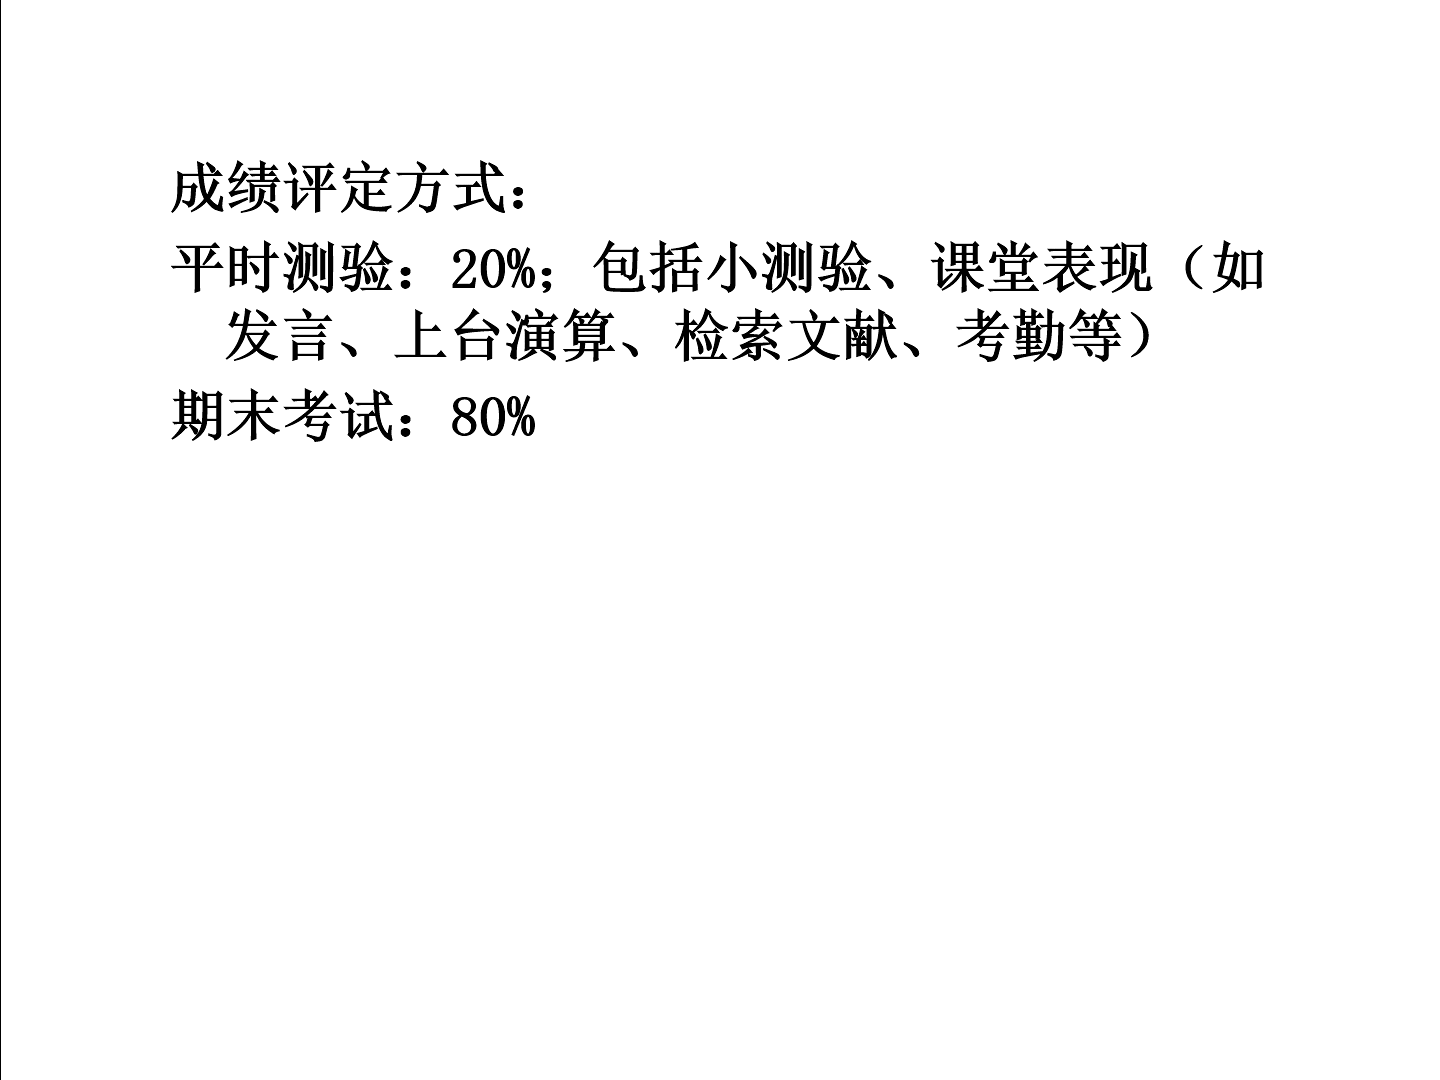 成绩评定方式：
平时测验：20%；包括小测验、课堂表现（如
发言、上台演算、检索文献、考勤等）
期末考试：80%